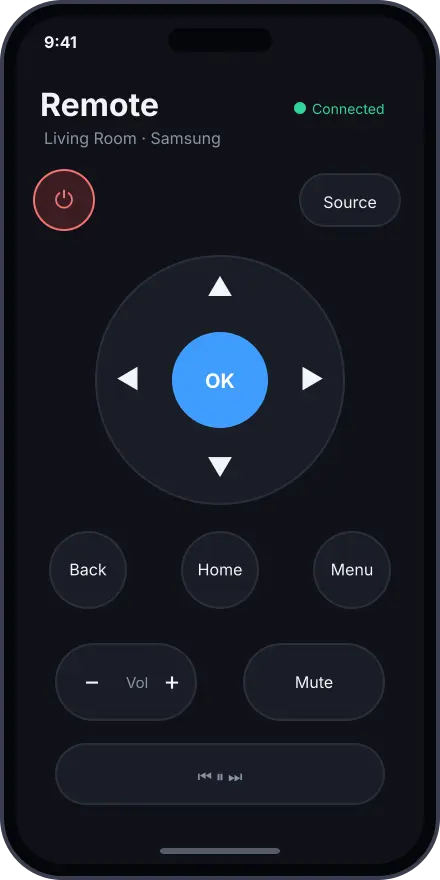 9:41
Remote
Connected
Living Room · Samsung
Source
OK
Back
Home
Menu
− Vol +
Mute
⏮ ⏸ ⏭